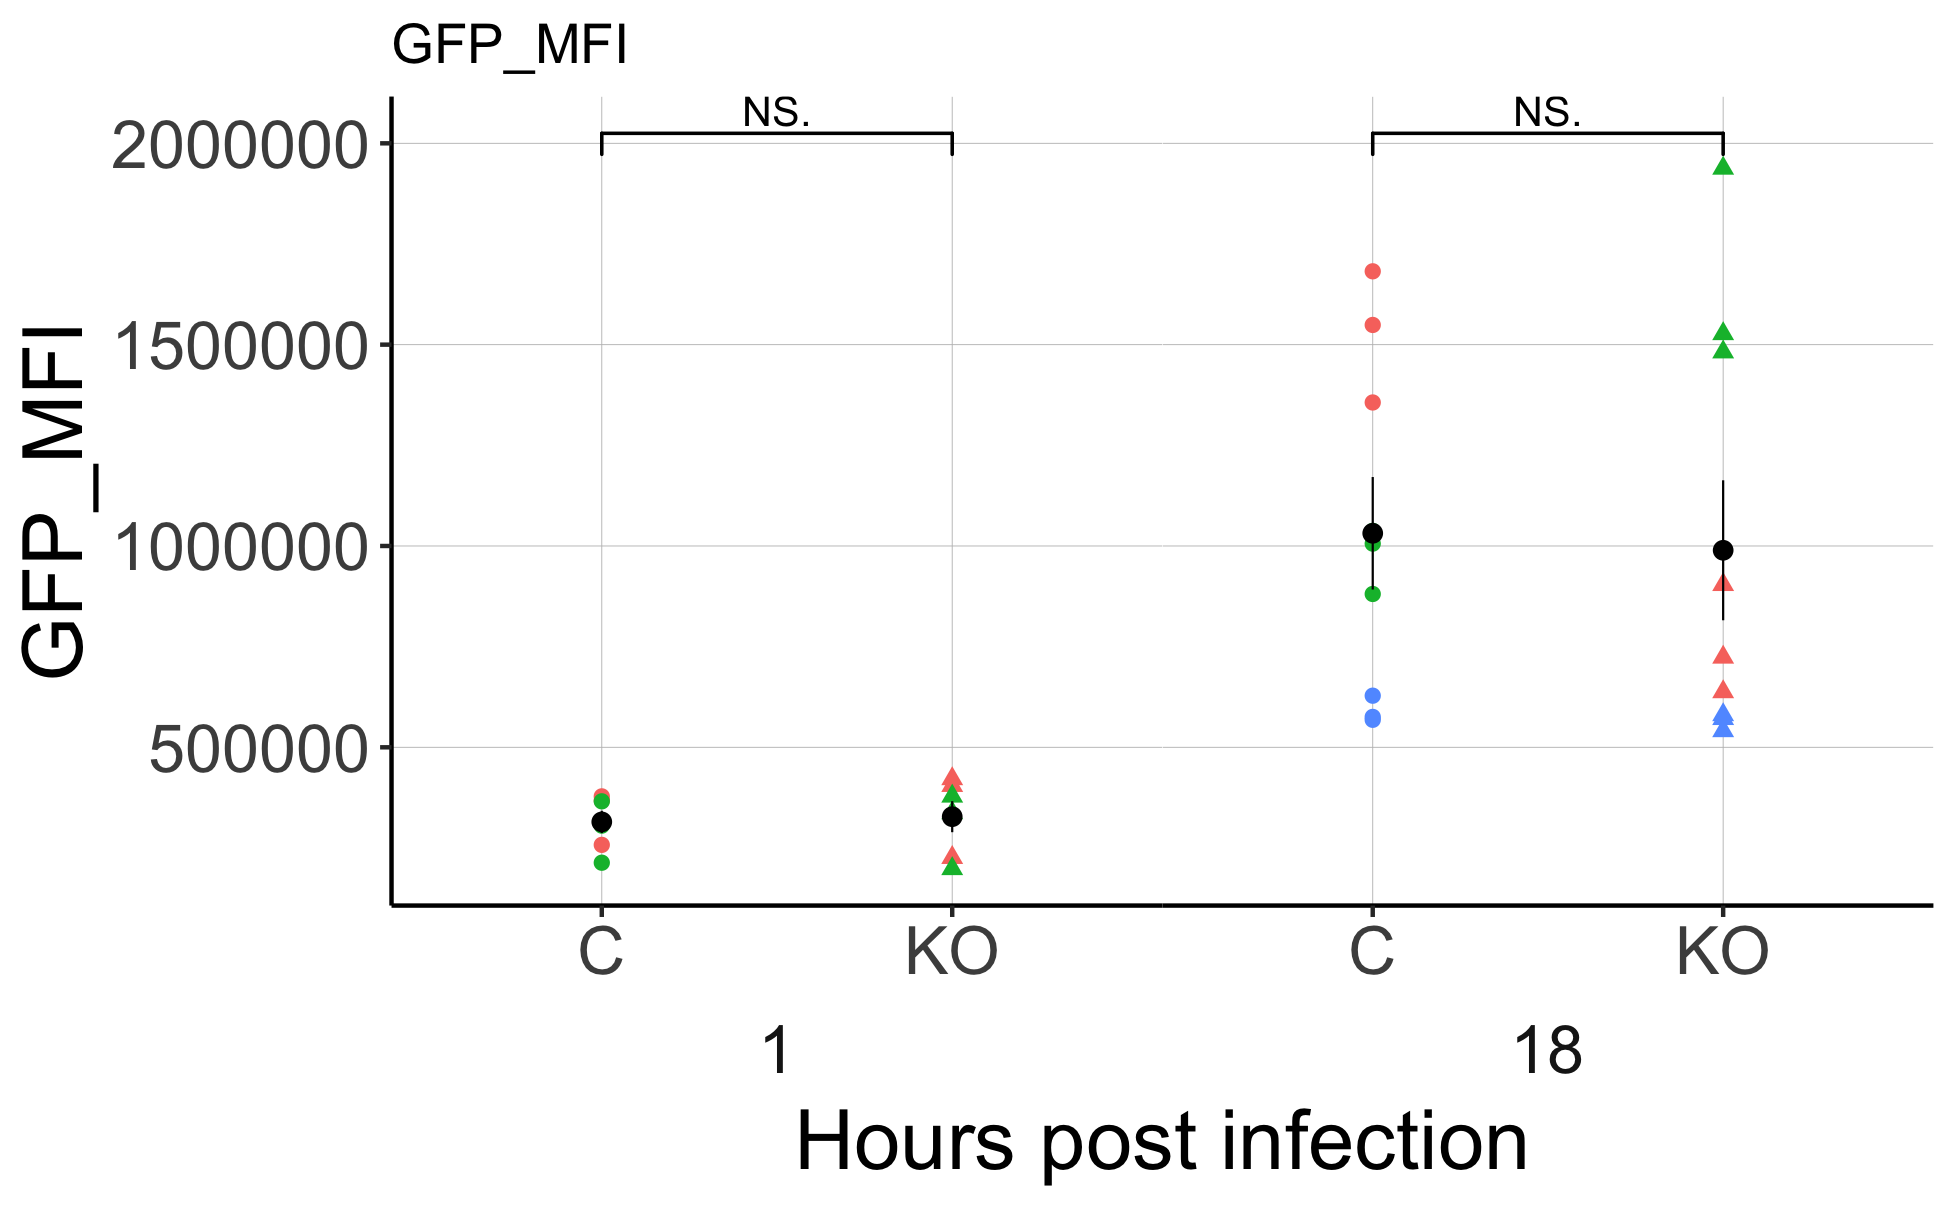 GFP_MFI
NS. NS.
2000000
1500000
1000000
500000
GFP_MFI
C KO C KO
1 18
Hours post infection